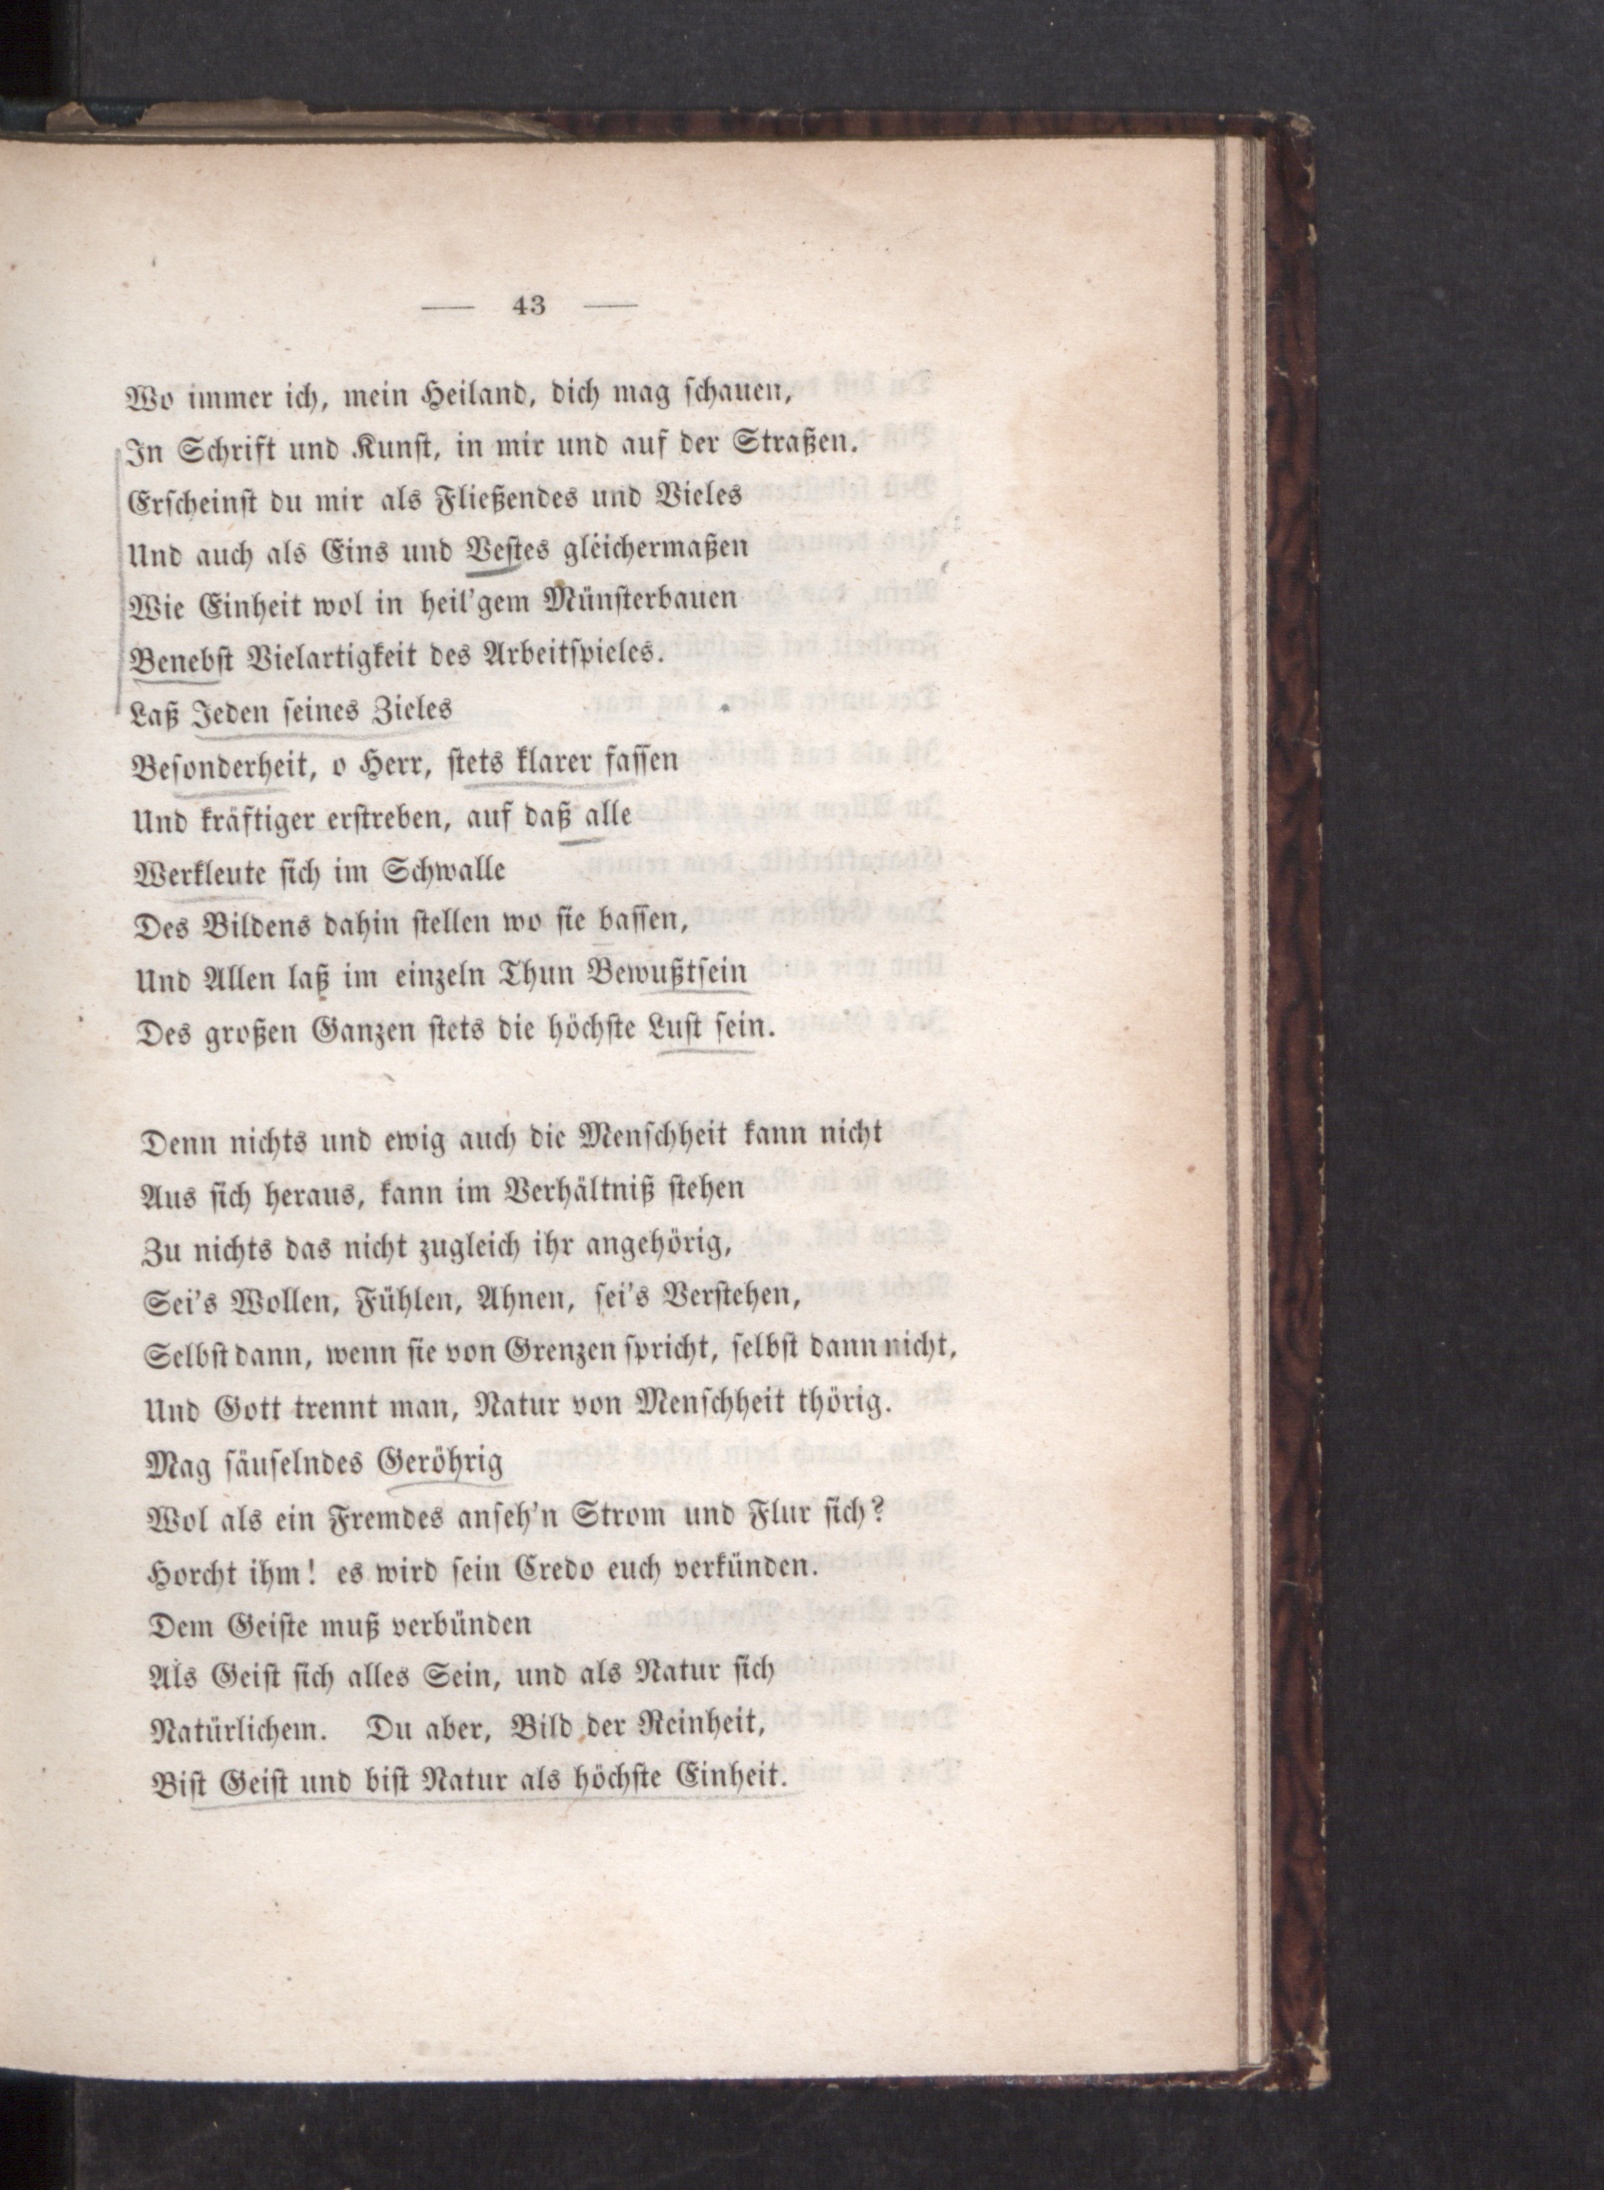 — 43 —
Wo immer ich, mein Heiland, dich mag schauen,
In Schrift und Kunst, in mir und auf der Straßen.
Erscheinst du mir als Fließendes und Vieles
Und auch als Eins und Vestes gleichermaßen
Wie Einheit wol in heil'gem Münsterbauen
Benebst Vielartigkeit des Arbeitspieles.
Laß Jeden seines Zieles
Besonderheit, o Herr, stets klarer fassen
Und kräftiger erstreben, auf daß alle
Werkleute sich im Schwalle
Des Bildens dahin stellen wo sie bassen,
Und Allen laß im einzeln Thun Bewußtsein
Des großen Ganzen stets die höchste Lust sein.
Denn nichts und ewig auch die Menschheit kann nicht
Aus sich heraus, kann im Verhältniß stehen
Zu nichts das nicht zugleich ihr angehörig,
Sei's Wollen, Fühlen, Ahnen, sei's Verstehen,
Selbst dann, wenn sie von Grenzen spricht, selbst dann nicht,
Und Gott trennt man, Natur von Menschheit thörig.
Mag säuselndes Geröhrig
Wol als ein Fremdes anseh'n Strom und Flur sich?
Horcht ihm! es wird sein Credo euch verkünden.
Dem Geiste muß verbünden
Als Geist sich alles Sein, und als Natur sich
Natürlichem. Du aber, Bild der Reinheit,
Bist Geist und bist Natur als höchste Einheit.